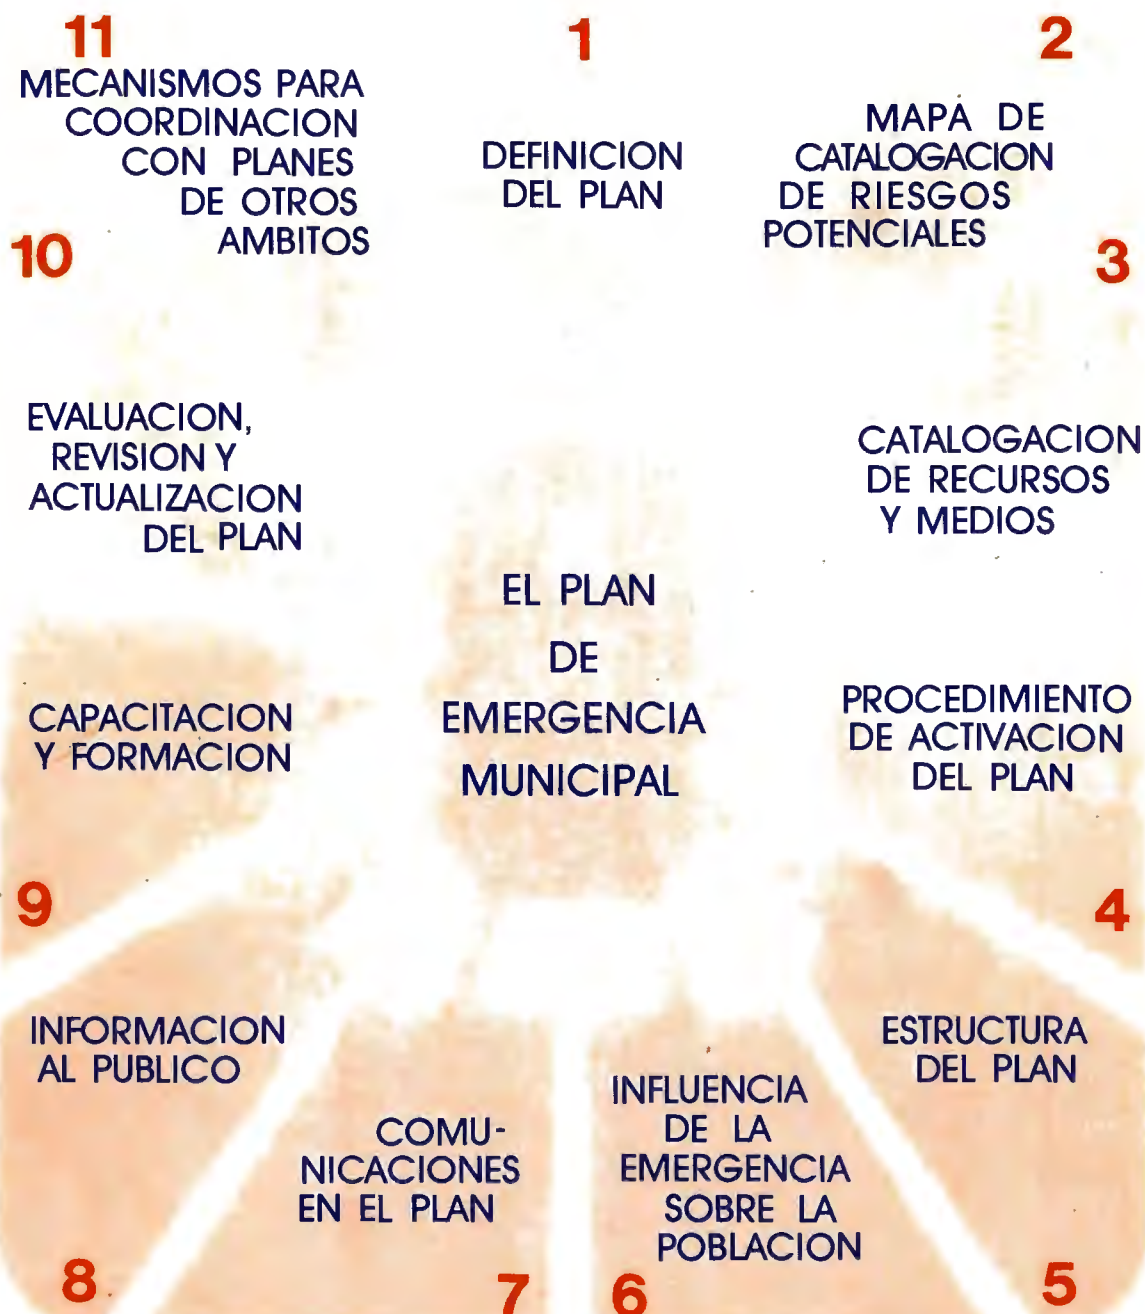 1
DEFINICION
DEL PLAN
2
MAPA DE
CATALOGACION
DE RIESGOS
POTENCIALES
3
CATALOGACION
DE RECURSOS
Y MEDIOS
PROCEDIMIENTO
DE ACTIVACION
DEL PLAN
4
ESTRUCTURA
DEL PLAN
5
INFLUENCIA
DE LA
EMERGENCIA
SOBRE LA
POBLACION
6
COMU-
NICACIONES
EN EL PLAN
7
INFORMACION
AL PUBLICO
8
CAPACITACION
Y FORMACION
9
EVALUACION,
REVISION Y
ACTUALIZACION
DEL PLAN
10
11
MECANISMOS PARA
COORDINACION
CON PLANES
DE OTROS
AMBITOS
EL PLAN
DE
EMERGENCIA
MUNICIPAL